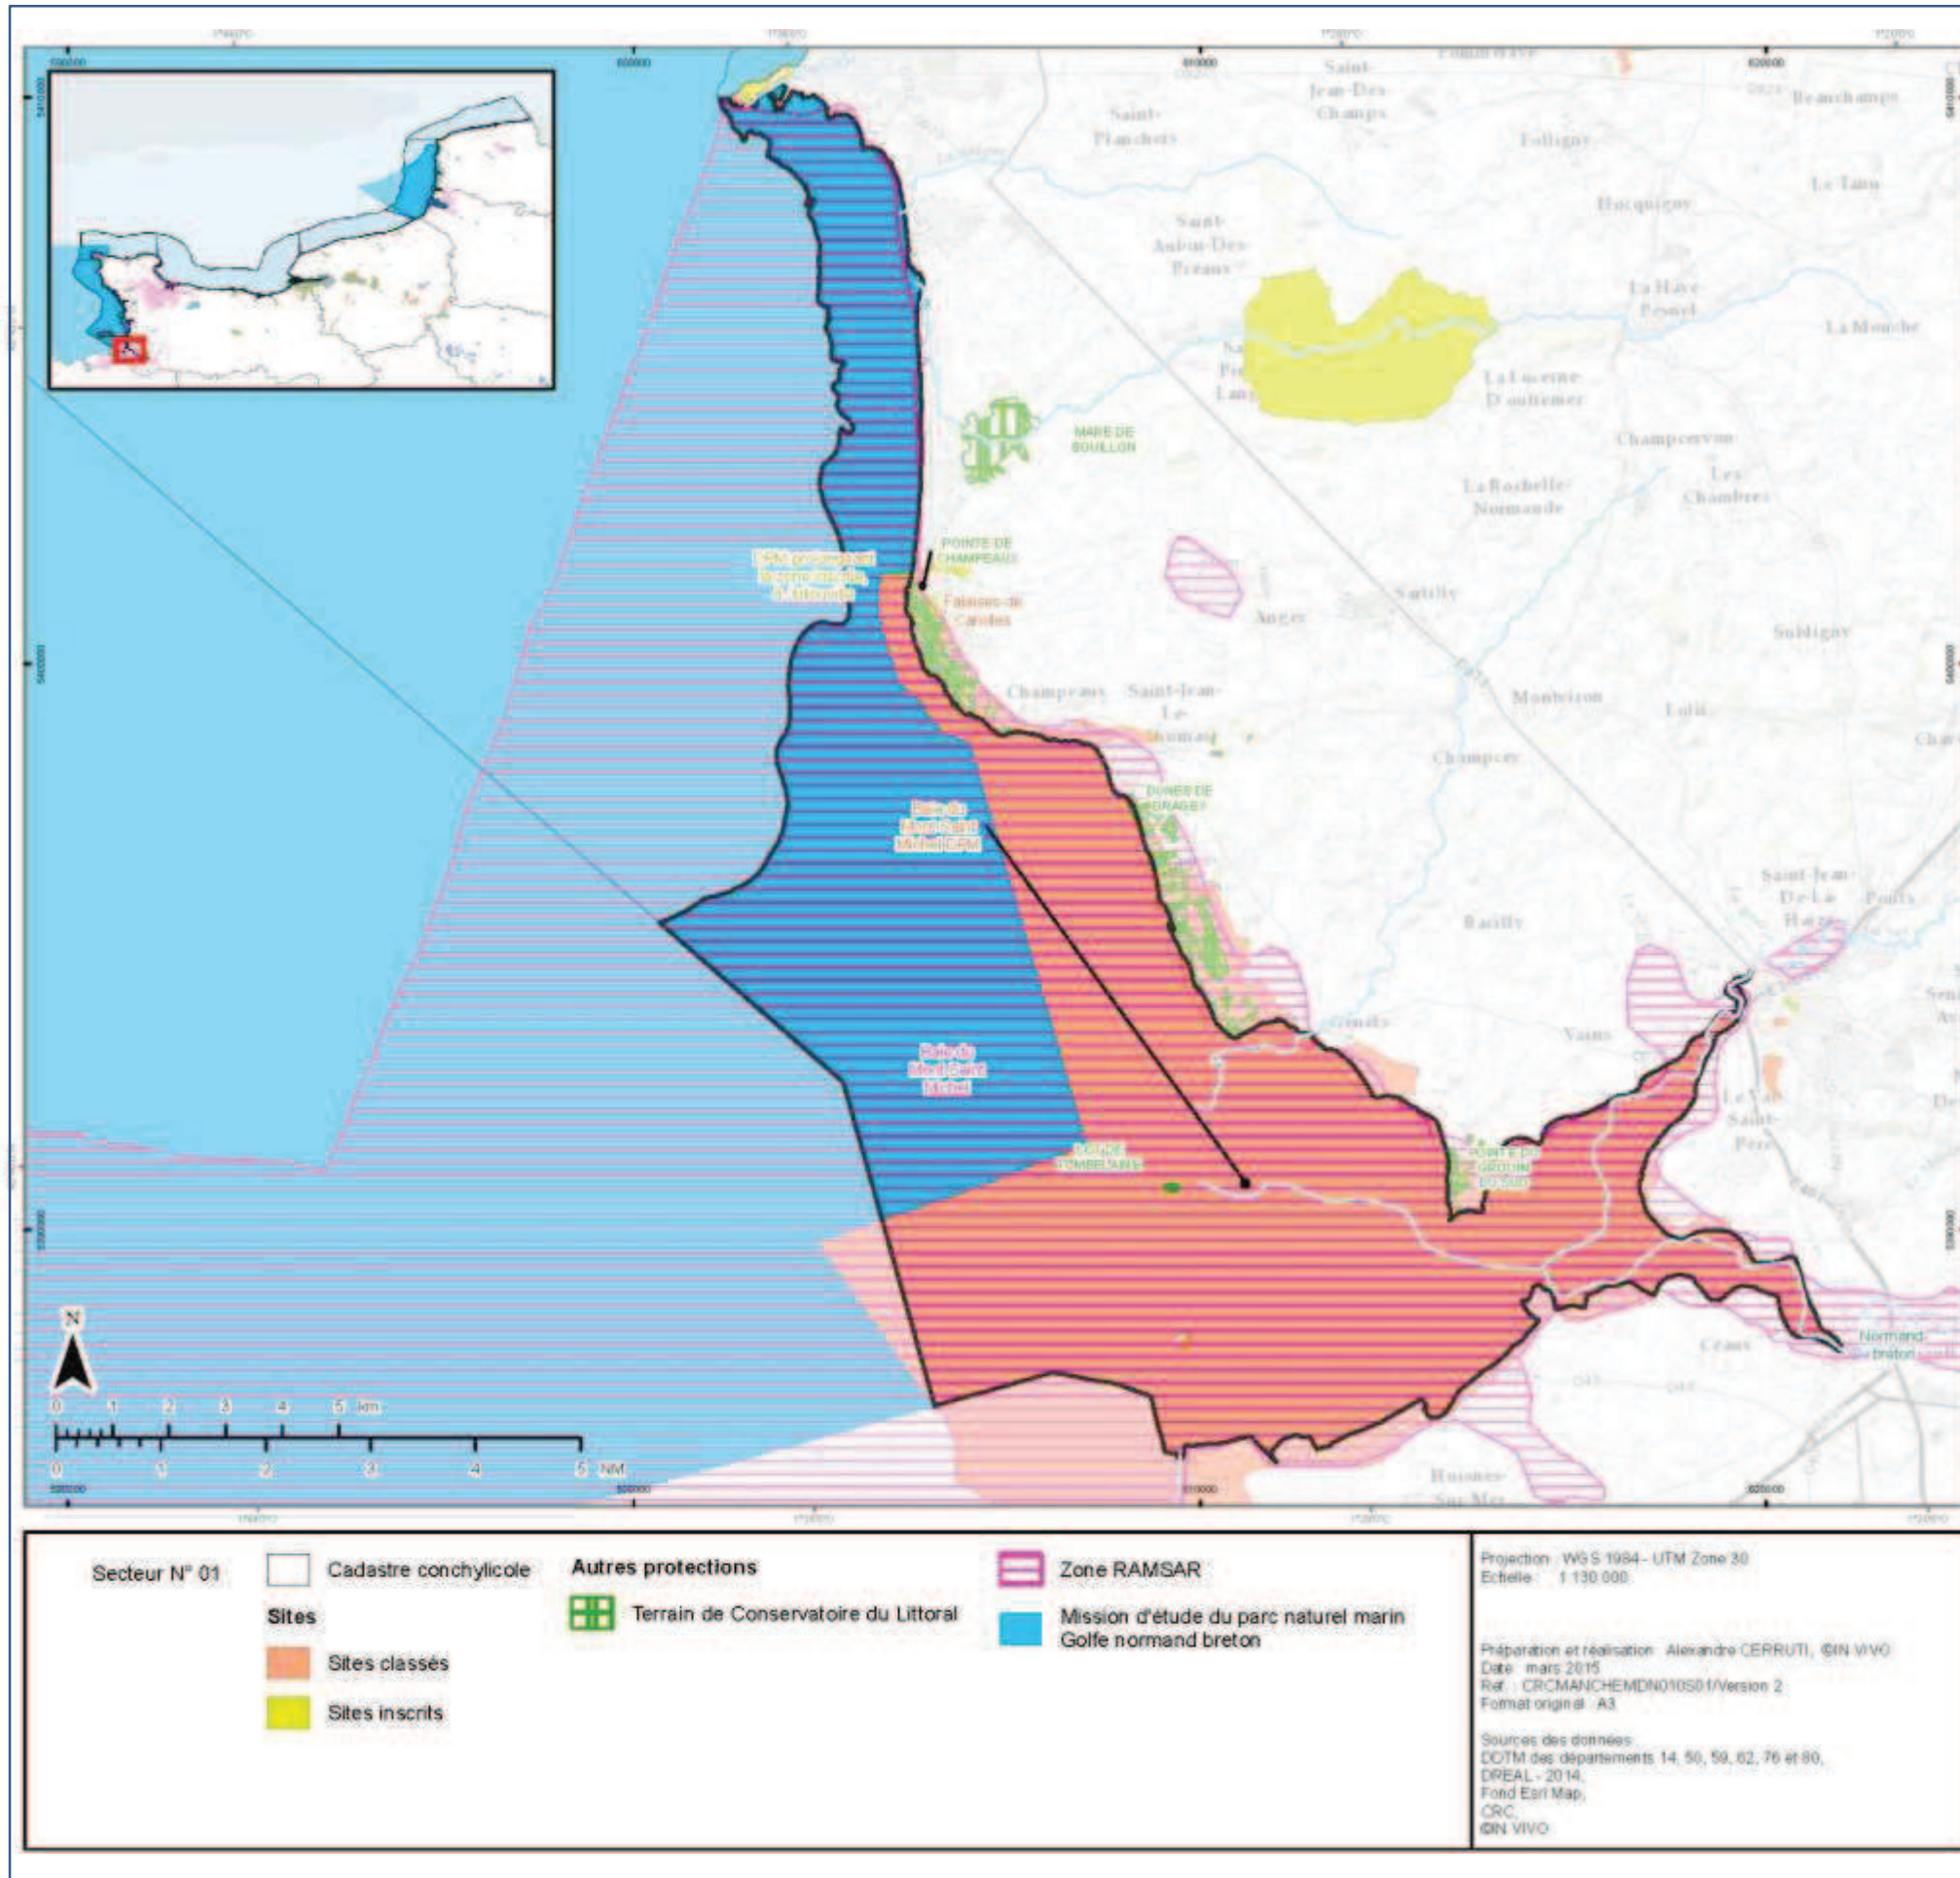 Saint-
Planchers
Saint-
Jean-Des-
Champs
Folligny
Beauchamps
Le Tanu
Hocquigny
Saint-
Aubin-Des-
Preaux
La Haye-
Pesnel
La Mouche
La Lucerne-
D'outremer
MARE DE
BOUILLON
Champcervon
Les
Chambres
La Rochelle-
Normande
POINTE DE
CHAMPEAUX
Falaises de
Carolles
Angey
Sartilly
Subligny
Champeaux
Saint-Jean-
Le-
Thomas
Montviron
Lolif
Champcey
DUNES DE
DRAGEY
Baie du
Mont Saint
Michel DPM
Saint-Jean-
De-La-
Haize
Ponts
Bacilly
Genêts
Vains
Baie du
Mont Saint
Michel
Le Val-
Saint-
Père
POINTE DU
GROUIN
DU SUD
Céaux
Normand-
breton
Huisnes-
Sur-Mer
N
0 1 2 3 4 5 km
0 1 2 3 4 5 NM
Secteur N° 01
Cadastre conchylicole
Sites
Sites classés
Sites inscrits
Autres protections
Terrain de Conservatoire du Littoral
Zone RAMSAR
Mission d'étude du parc naturel marin
Golfe normand breton
Projection : WGS 1984 - UTM Zone 30
Echelle : 1 130 000
Préparation et réalisation : Alexandre CERRUTI, ©IN VIVO
Date : mars 2015
Réf. : CRCMANCHEMDN010S01/Version 2
Format original : A3
Sources des données :
DDTM des départements 14, 50, 59, 62, 76 et 80,
DREAL - 2014,
Fond Esri Map,
CRC,
©IN VIVO